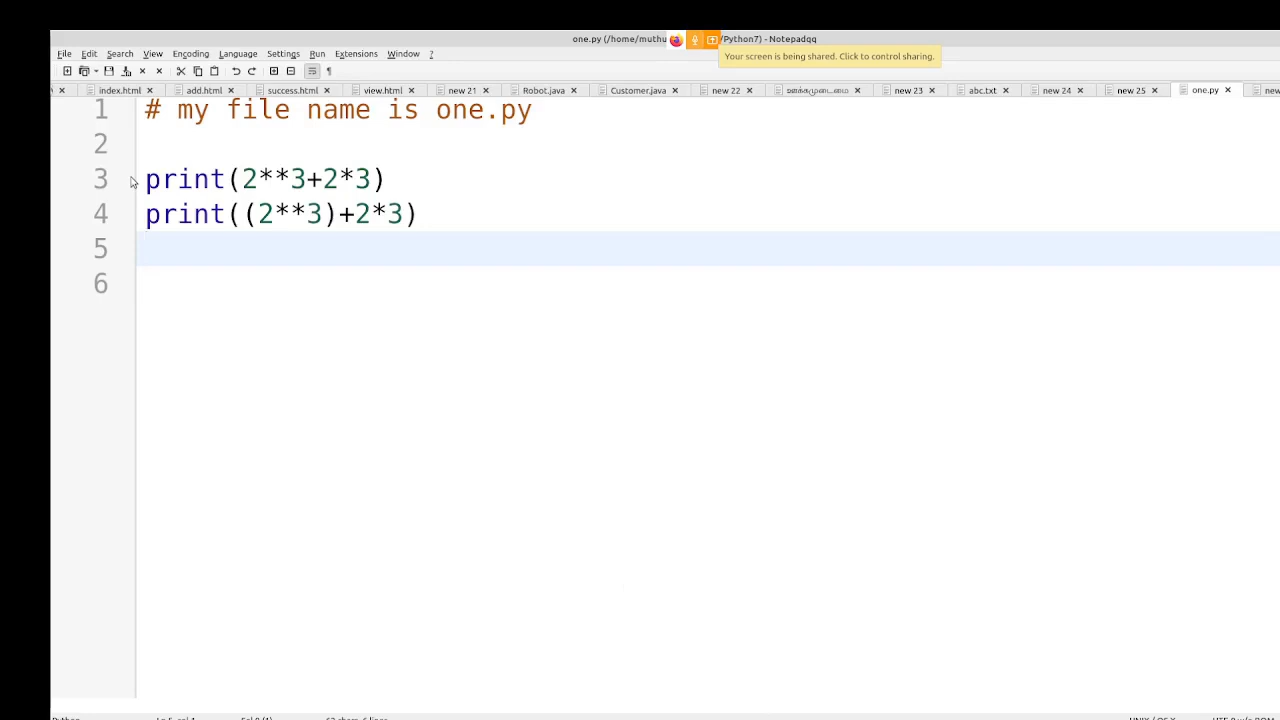 one.py (/home/muthu /Python7) - Notepadqq
File Edit Search View Encoding Language Settings Run Extensions Window ?
Your screen is being shared. Click to control sharing.
index.html add.html success.html view.html new 21 Robot.java Customer.java new 22 ஊக்கமுடைமை new 23 abc.txt new 24 new 25 one.py new
1 # my file name is one.py
2
3 print(2**3+2*3)
4 print((2**3)+2*3)
5
6